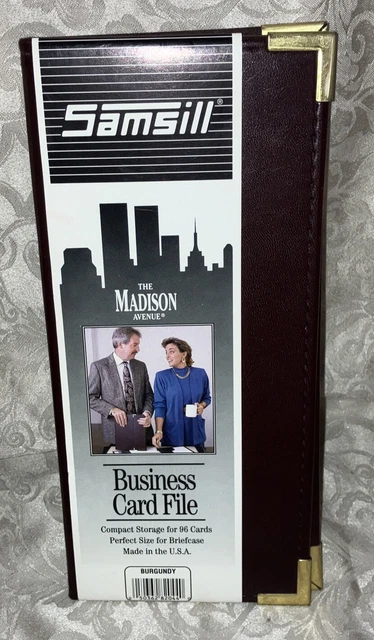 Samsill®
THE
MADISON
AVENUE®
Business
Card File
Compact Storage for 96 Cards
Perfect Size for Briefcase
Made in the U.S.A.
BURGUNDY